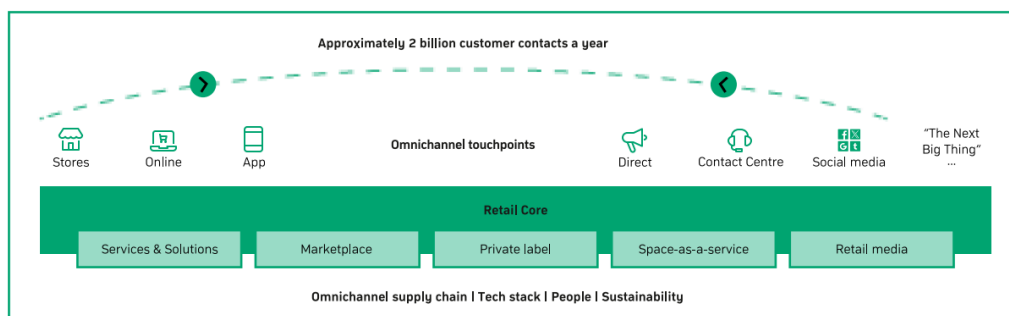 Approximately 2 billion customer contacts a year
Stores
Online
App
Omnichannel touchpoints
Direct
Contact Centre
Social media
"The Next
Big Thing"
...
Retail Core
Services & Solutions
Marketplace
Private label
Space-as-a-service
Retail media
Omnichannel supply chain | Tech stack | People | Sustainability